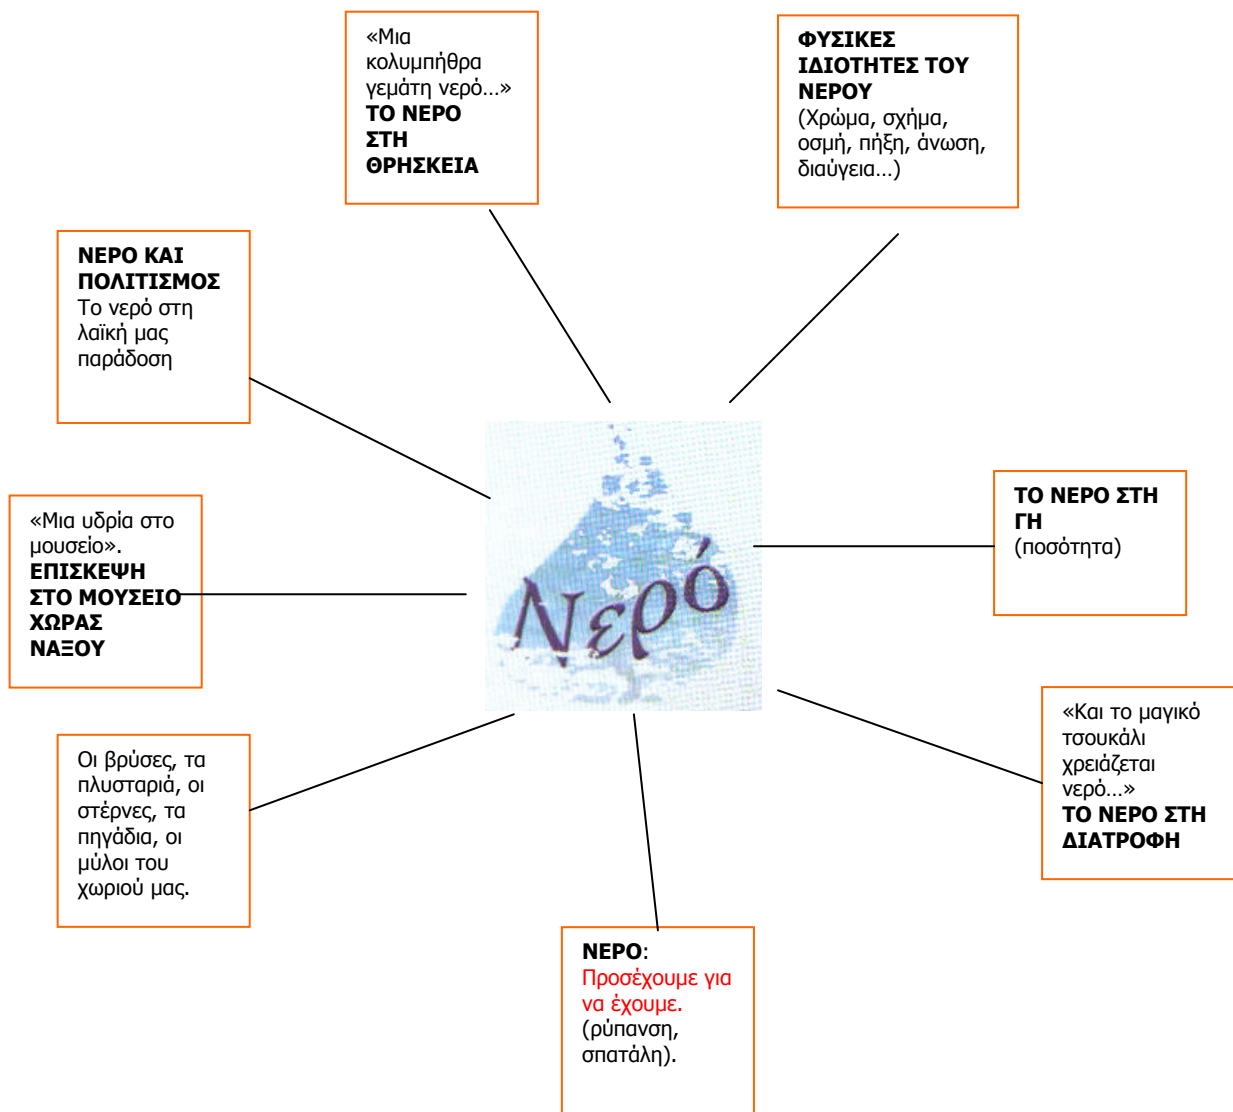 «Μια
κολυμπήθρα
γεμάτη νερό…»
ΤΟ ΝΕΡΟ
ΣΤΗ
ΘΡΗΣΚΕΙΑ
ΦΥΣΙΚΕΣ
ΙΔΙΟΤΗΤΕΣ ΤΟΥ
ΝΕΡΟΥ
(Χρώμα, σχήμα,
οσμή, πήξη, άνωση,
διαύγεια…)
ΝΕΡΟ ΚΑΙ
ΠΟΛΙΤΙΣΜΟΣ
Το νερό στη
λαϊκή μας
παράδοση
Νερό
ΤΟ ΝΕΡΟ ΣΤΗ
ΓΗ
(ποσότητα)
«Μια υδρία στο
μουσείο».
ΕΠΙΣΚΕΨΗ
ΣΤΟ ΜΟΥΣΕΙΟ
ΧΩΡΑΣ
ΝΑΞΟΥ
«Και το μαγικό
τσουκάλι
χρειάζεται
νερό…»
ΤΟ ΝΕΡΟ ΣΤΗ
ΔΙΑΤΡΟΦΗ
Οι βρύσες, τα
πλυσταριά, οι
στέρνες, τα
πηγάδια, οι
μύλοι του
χωριού μας.
ΝΕΡΟ:
Προσέχουμε για
να έχουμε.
(ρύπανση,
σπατάλη).